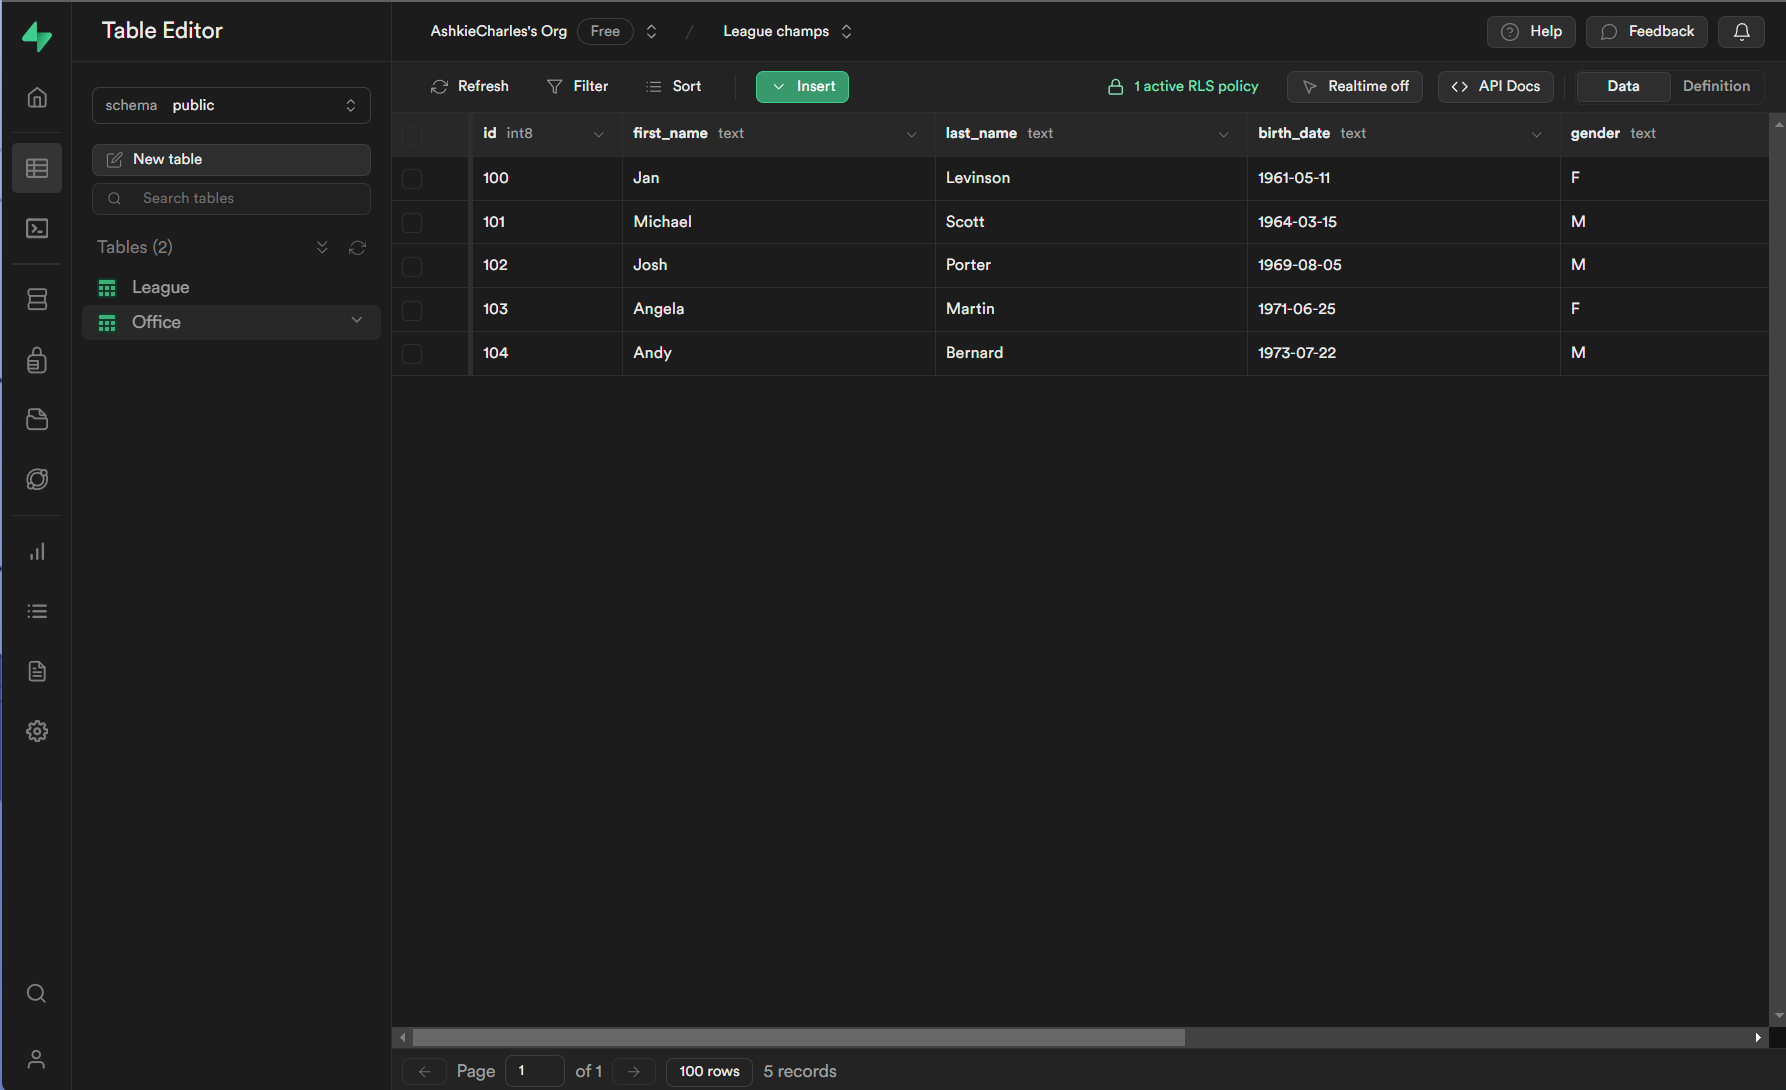 Table Editor
AshkieCharles's Org Free / League champs
Help Feedback
schema public
New table
Search tables
Tables (2)
League
Office
Refresh Filter Sort Insert 1 active RLS policy Realtime off API Docs Data Definition
id int8 first_name text last_name text birth_date text gender text
100 Jan Levinson 1961-05-11 F
101 Michael Scott 1964-03-15 M
102 Josh Porter 1969-08-05 M
103 Angela Martin 1971-06-25 F
104 Andy Bernard 1973-07-22 M
Page 1 of 1 100 rows 5 records